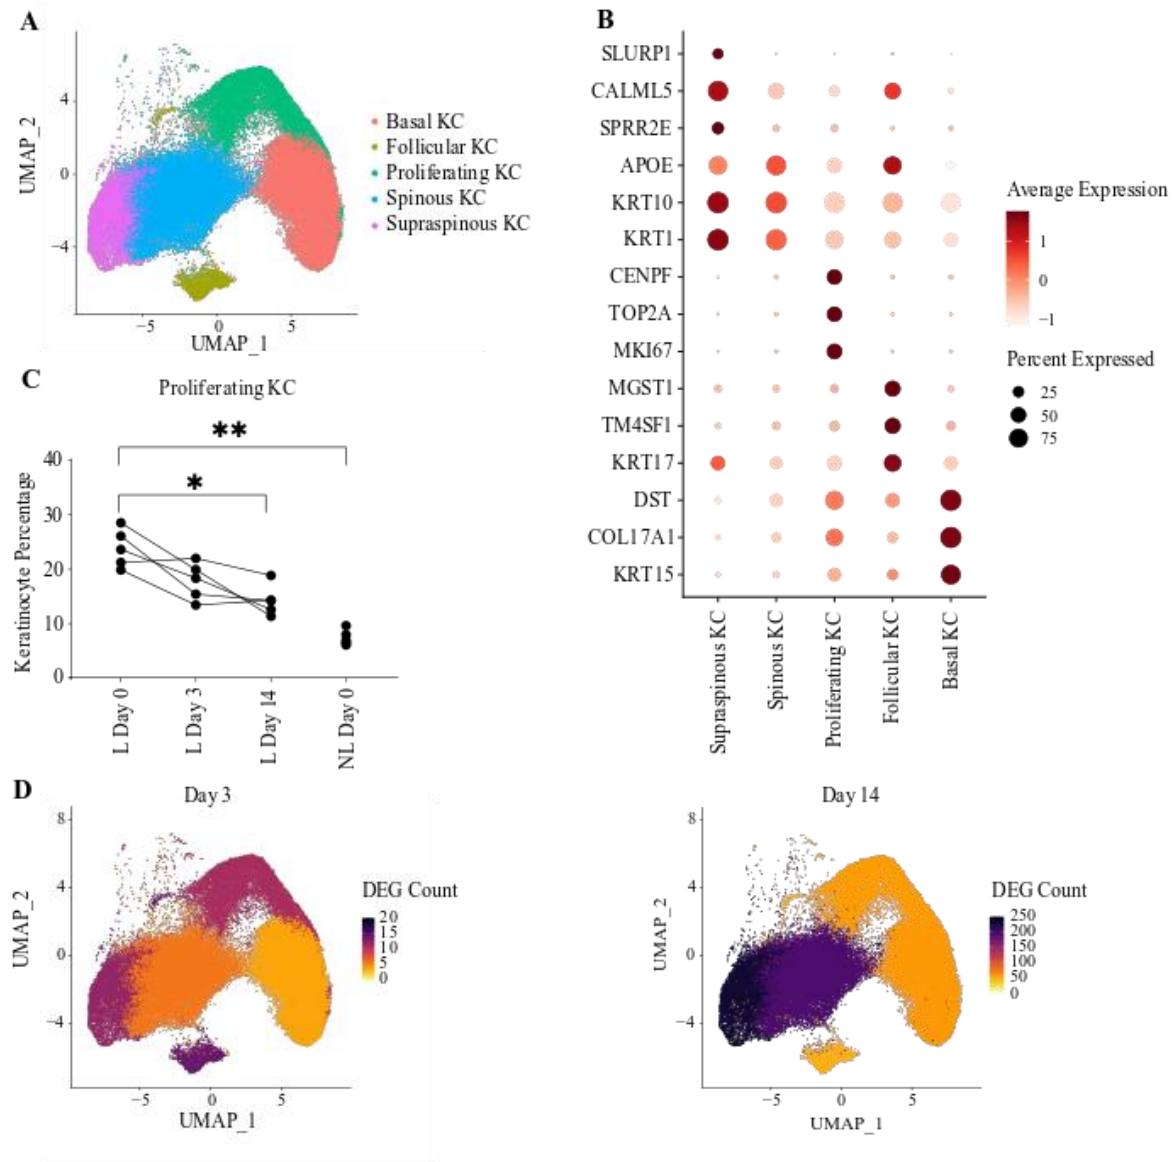 A
UMAP_2
4
0
−4
−5
0
5
UMAP_1
Basal KC
Follicular KC
Proliferating KC
Spinous KC
Supraspinous KC
B
SLURP1
CALML5
SPRR2E
APOE
KRT10
KRT1
CENPF
TOP2A
MKI67
MGST1
TM4SF1
KRT17
DST
COL17A1
KRT15
Supraspinous KC
Spinous KC
Proliferating KC
Follicular KC
Basal KC
Average Expression
1
0
−1
Percent Expressed
25
50
75
C
Proliferating KC
**
*
Keratinocyte Percentage
40
30
20
10
0
L Day 0
L Day 3
L Day 14
NL Day 0
D
Day 3
UMAP_2
8
4
0
−4
−5
0
5
UMAP_1
DEG Count
20
15
10
5
0
Day 14
UMAP_2
8
4
0
−4
−5
0
5
UMAP_1
DEG Count
250
200
150
100
50
0